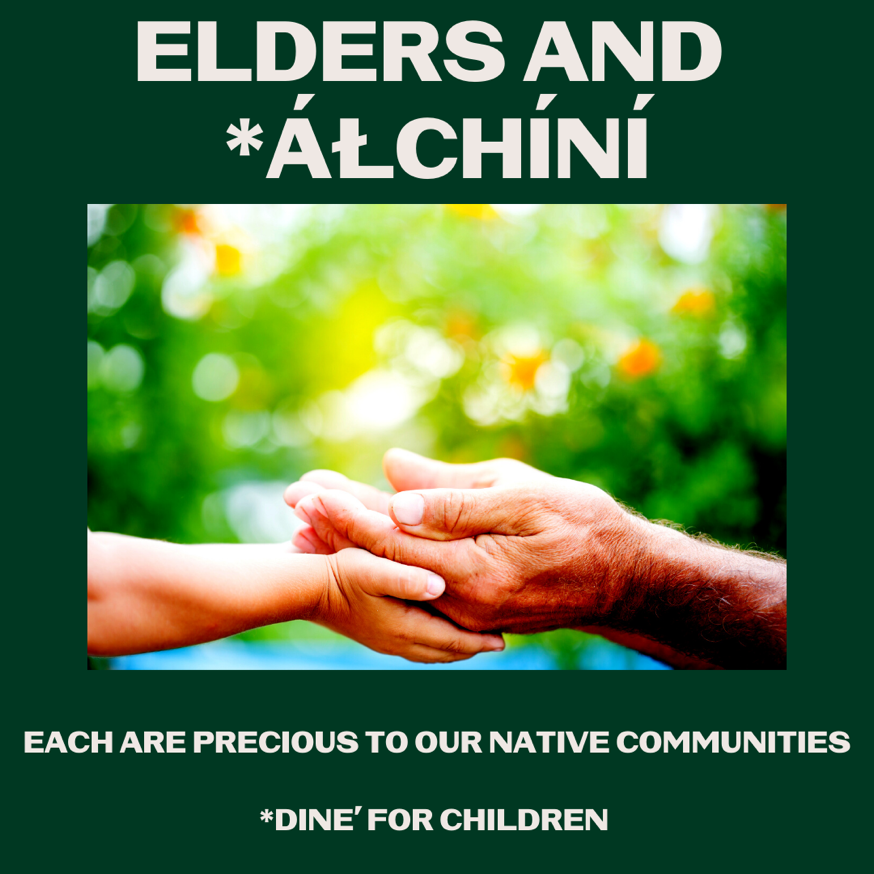 ELDERS AND
*ÁŁCHÍNÍ
EACH ARE PRECIOUS TO OUR NATIVE COMMUNITIES
*DINE´ FOR CHILDREN